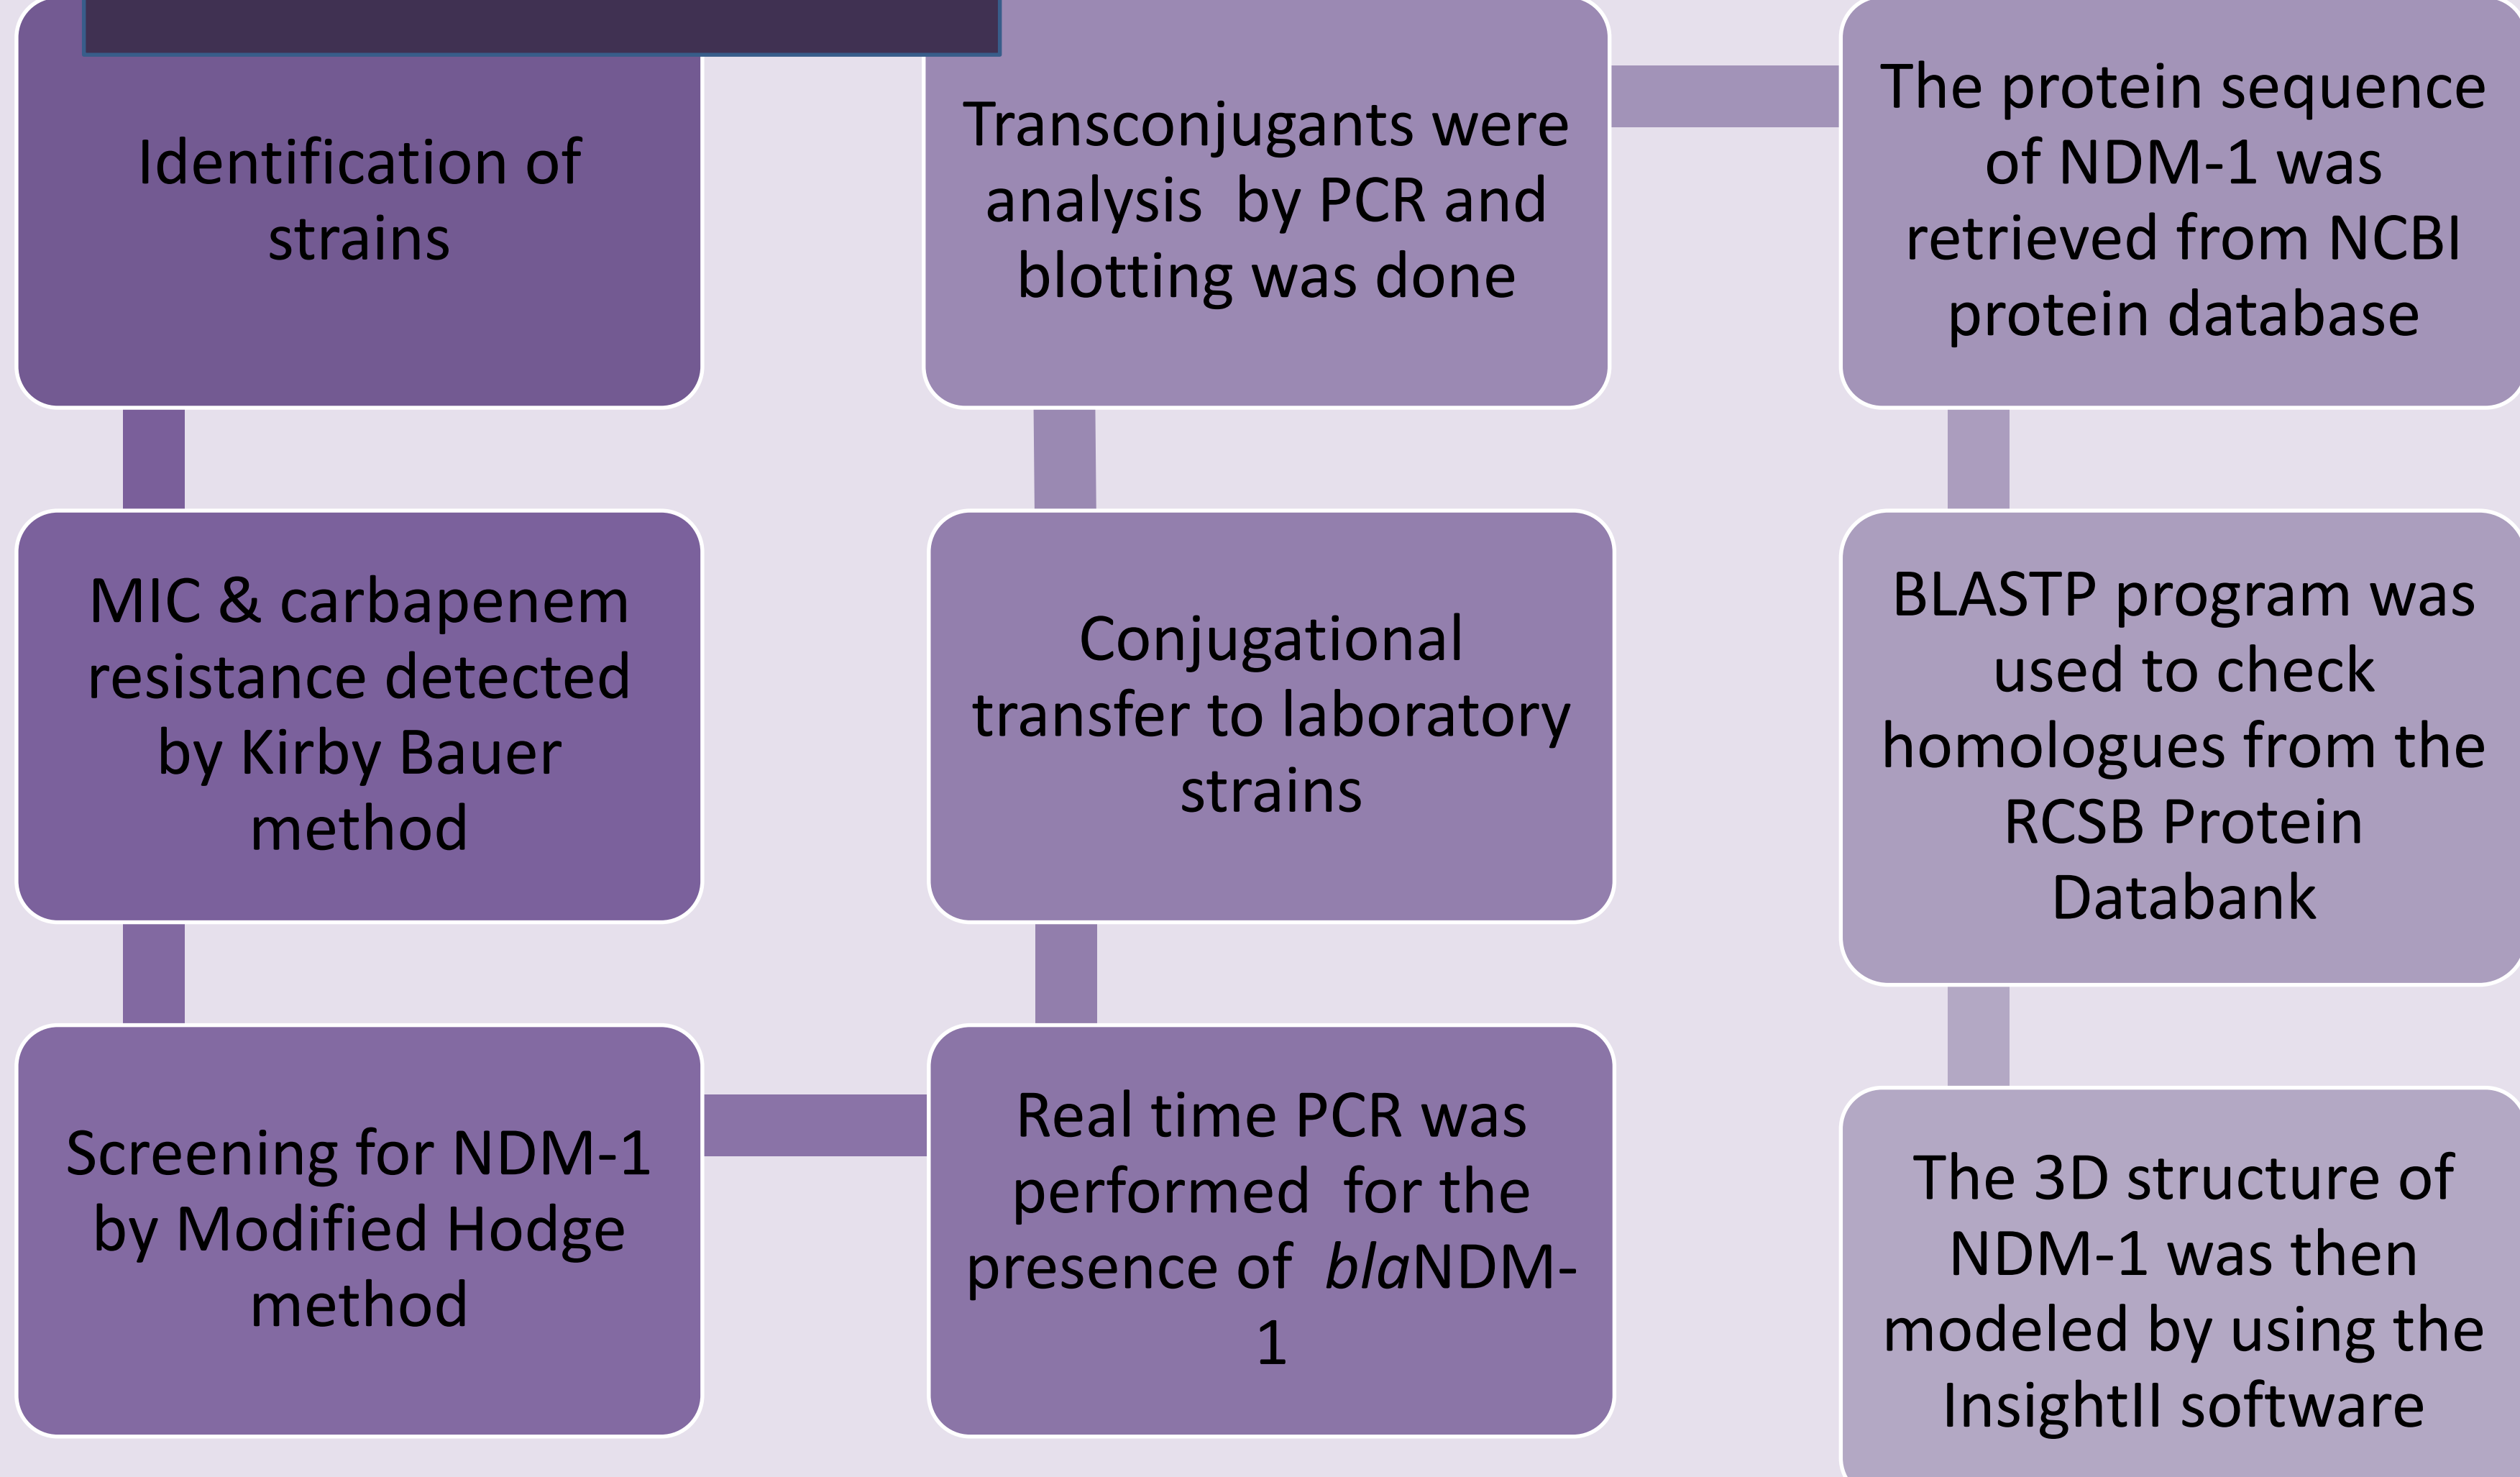 Identification of
strains
MIC & carbapenem
resistance detected
by Kirby Bauer
method
Screening for NDM-1
by Modified Hodge
method
Real time PCR was
performed  for the
presence of  blaNDM-
1
Conjugational
transfer to laboratory
strains
Transconjugants were
analysis  by PCR and
blotting was done
The protein sequence
of NDM-1 was
retrieved from NCBI
protein database
BLASTP program was
used to check
homologues from the
RCSB Protein
Databank
The 3D structure of
NDM-1 was then
modeled by using the
InsightII software